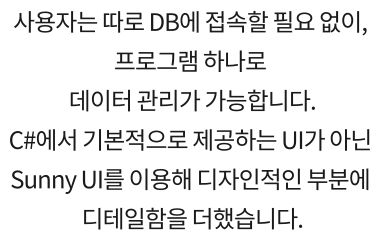 사용자는 따로 DB에 접속할 필요 없이,
프로그램 하나로
데이터 관리가 가능합니다.
C#에서 기본적으로 제공하는 UI가 아닌
Sunny UI를 이용해 디자인적인 부분에
디테일함을 더했습니다.